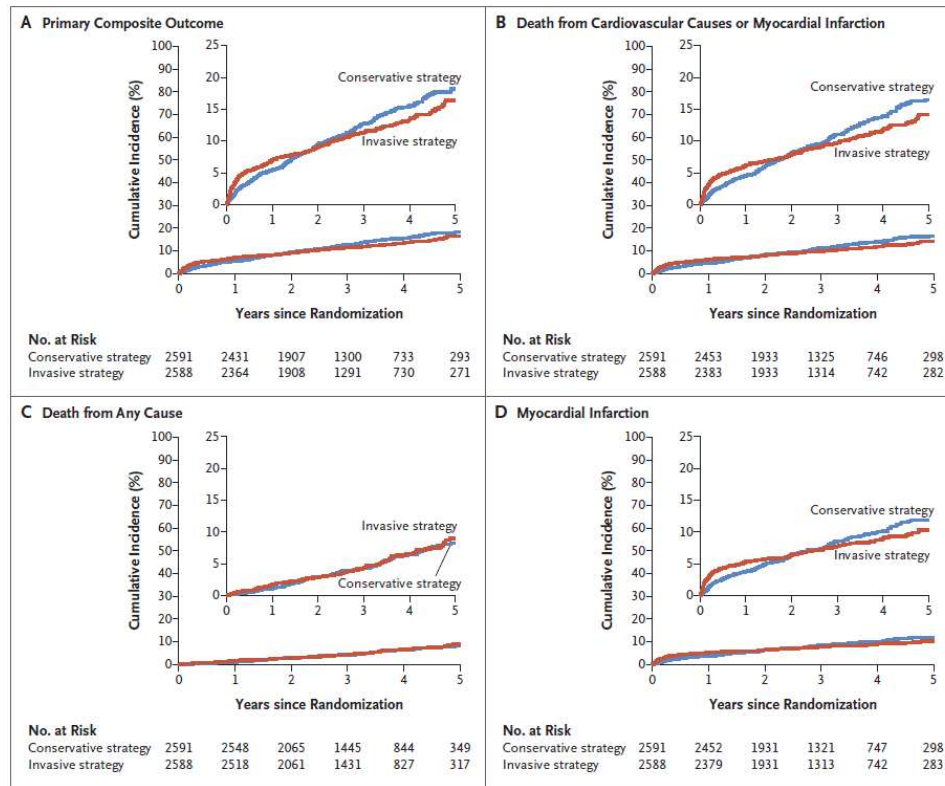 A Primary Composite Outcome
Cumulative Incidence (%)
100
90
80
70
60
50
40
30
20
10
0
25
20
15
10
5
0
0 1 2 3 4 5
Conservative strategy
Invasive strategy
0 1 2 3 4 5
Years since Randomization
No. at Risk
Conservative strategy 2591 2431 1907 1300 733 293
Invasive strategy 2588 2364 1908 1291 730 271
B Death from Cardiovascular Causes or Myocardial Infarction
Cumulative Incidence (%)
100
90
80
70
60
50
40
30
20
10
0
25
20
15
10
5
0
0 1 2 3 4 5
Conservative strategy
Invasive strategy
0 1 2 3 4 5
Years since Randomization
No. at Risk
Conservative strategy 2591 2453 1933 1325 746 298
Invasive strategy 2588 2383 1933 1314 742 282
C Death from Any Cause
Cumulative Incidence (%)
100
90
80
70
60
50
40
30
20
10
0
25
20
15
10
5
0
0 1 2 3 4 5
Invasive strategy
Conservative strategy
0 1 2 3 4 5
Years since Randomization
No. at Risk
Conservative strategy 2591 2548 2065 1445 844 349
Invasive strategy 2588 2518 2061 1431 827 317
D Myocardial Infarction
Cumulative Incidence (%)
100
90
80
70
60
50
40
30
20
10
0
25
20
15
10
5
0
0 1 2 3 4 5
Conservative strategy
Invasive strategy
0 1 2 3 4 5
Years since Randomization
No. at Risk
Conservative strategy 2591 2452 1931 1321 747 298
Invasive strategy 2588 2379 1931 1313 742 283